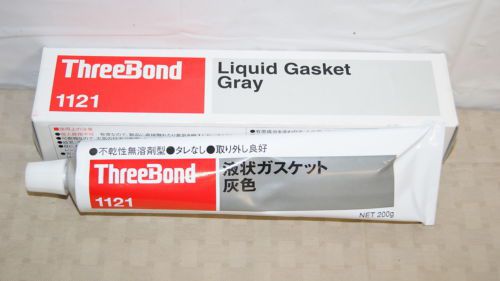 ThreeBond
1121
Liquid Gasket
Gray
●不乾性無溶剤型●タレなし●取り外し良好
ThreeBond
1121
液状ガスケット
灰色
NET 200g